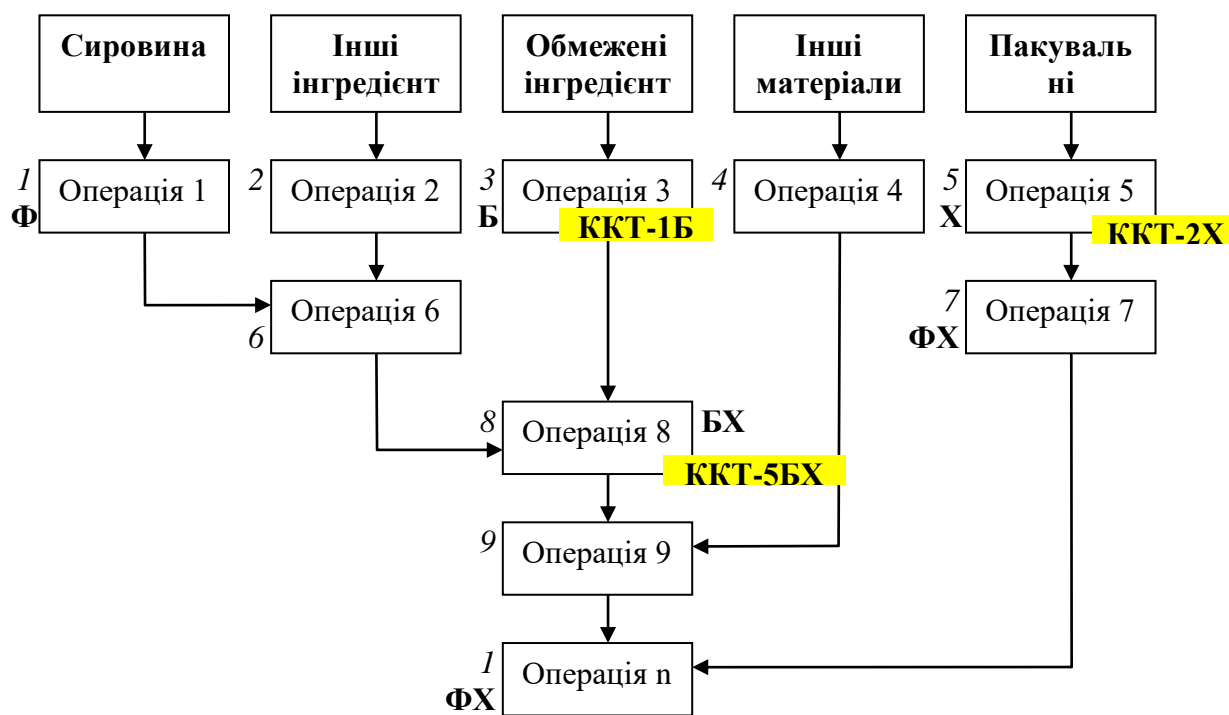 Сировина
Інші
інгредієнт
Обмежені
інгредієнт
Інші
матеріали
Пакуваль
ні
1
Ф
Операція 1
2
Операція 2
3
Б
Операція 3
ККТ-1Б
4
Операція 4
5
Х
Операція 5
ККТ-2Х
6
Операція 6
7
ФХ
Операція 7
8
Операція 8
БХ
ККТ-5БХ
9
Операція 9
1
ФХ
Операція n